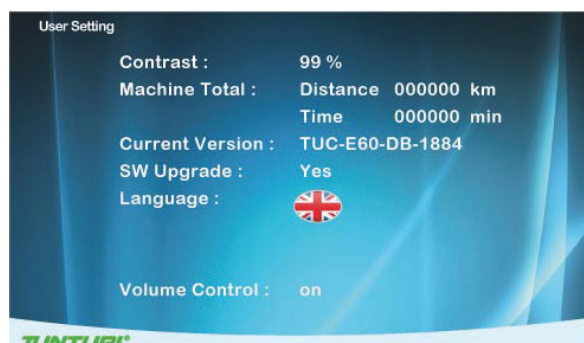 User Setting
Contrast : 99 %
Machine Total : Distance 000000 km
Time 000000 min
Current Version : TUC-E60-DB-1884
SW Upgrade : Yes
Language :
Volume Control : on
TUNTURI®